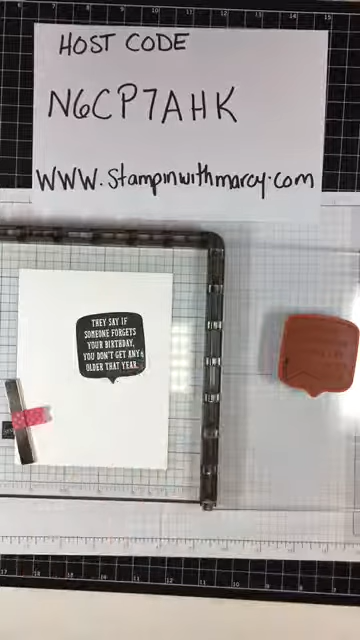 HOST CODE
N6CP7AHK
WWW.stampinwithmarcy.com
THEY SAY IF
SOMEONE FORGETS
YOUR BIRTHDAY,
YOU DON'T GET ANY
OLDER THAT YEAR.